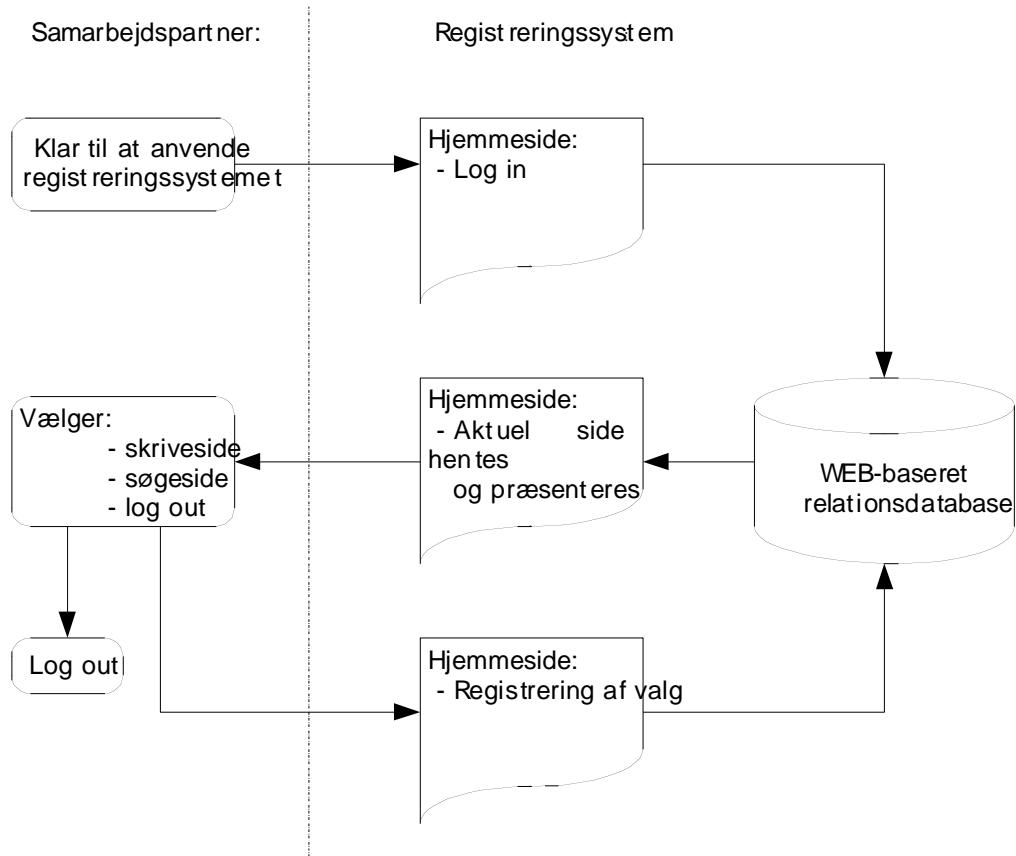 Samarbejdspartner:
Registreringssystem
Klar til at anvende
registreringssystemet
Hjemmeside:
- Log in
Vælger:
- skriveside
- søgeside
- log out
Hjemmeside:
- Aktuel side
hentes
og præsenteres
WEB-baseret
relationsdatabase
Log out
Hjemmeside:
- Registrering af valg